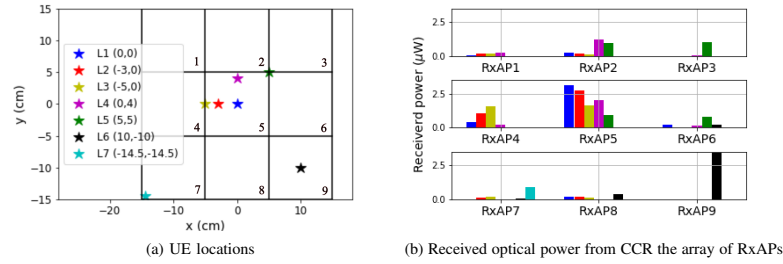 15
10
5
0
−5
−10
−15
y (cm)
L1 (0,0)
L2 (-3,0)
L3 (-5,0)
L4 (0,4)
L5 (5,5)
L6 (10,-10)
L7 (-14.5,-14.5)
1 2 3
4 5 6
7 8 9
−20 −10 0 10
x (cm)
(a) UE locations
Receiverd power (μW)
2.5
0.0
RxAP1 RxAP2 RxAP3
2.5
0.0
RxAP4 RxAP5 RxAP6
2.5
0.0
RxAP7 RxAP8 RxAP9
(b) Received optical power from CCR the array of RxAPs